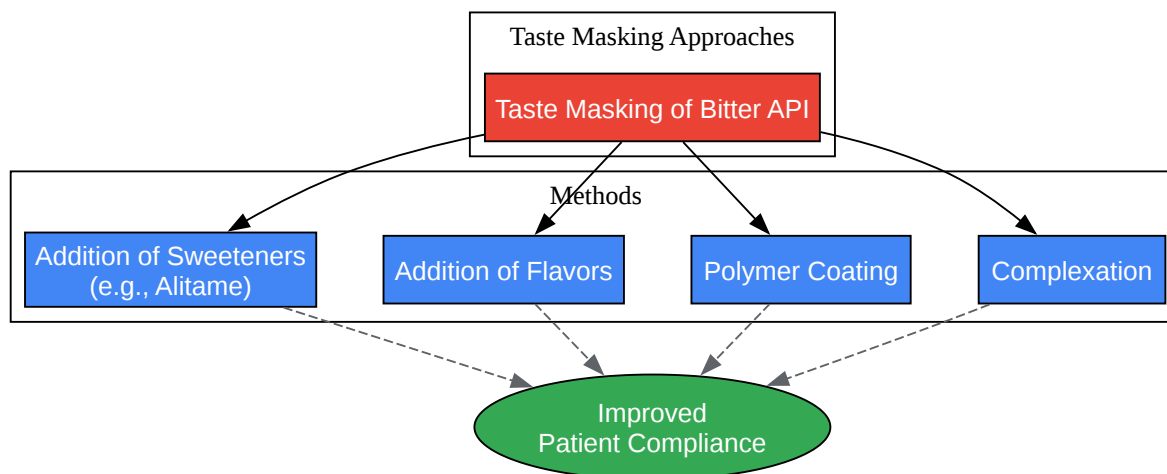 Taste Masking Approaches
Taste Masking of Bitter API
Methods
Addition of Sweeteners
(e.g., Alitame)
Addition of Flavors
Polymer Coating
Complexation
Improved
Patient Compliance